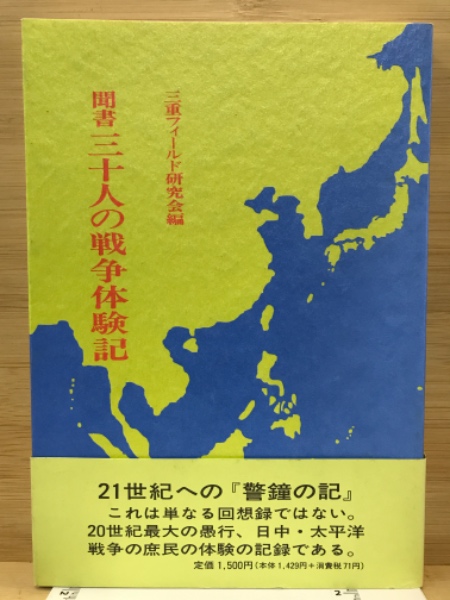 聞書 三十人の戦争体験記
三重フィールド研究会編
21世紀への『警鐘の記』
これは単なる回想録ではない。
20世紀最大の愚行、日中・太平洋
戦争の庶民の体験の記録である。
定価 1,500円(本体 1,429円+消費税 71円)
2
2